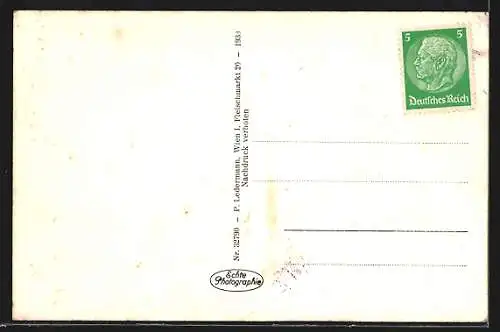 5 5
Deutsches Reich
Nr. 32790 – P. Ledermann, Wien I, Fleischmarkt 20 – 1933
Nachdruck verboten
Echte
Photographie